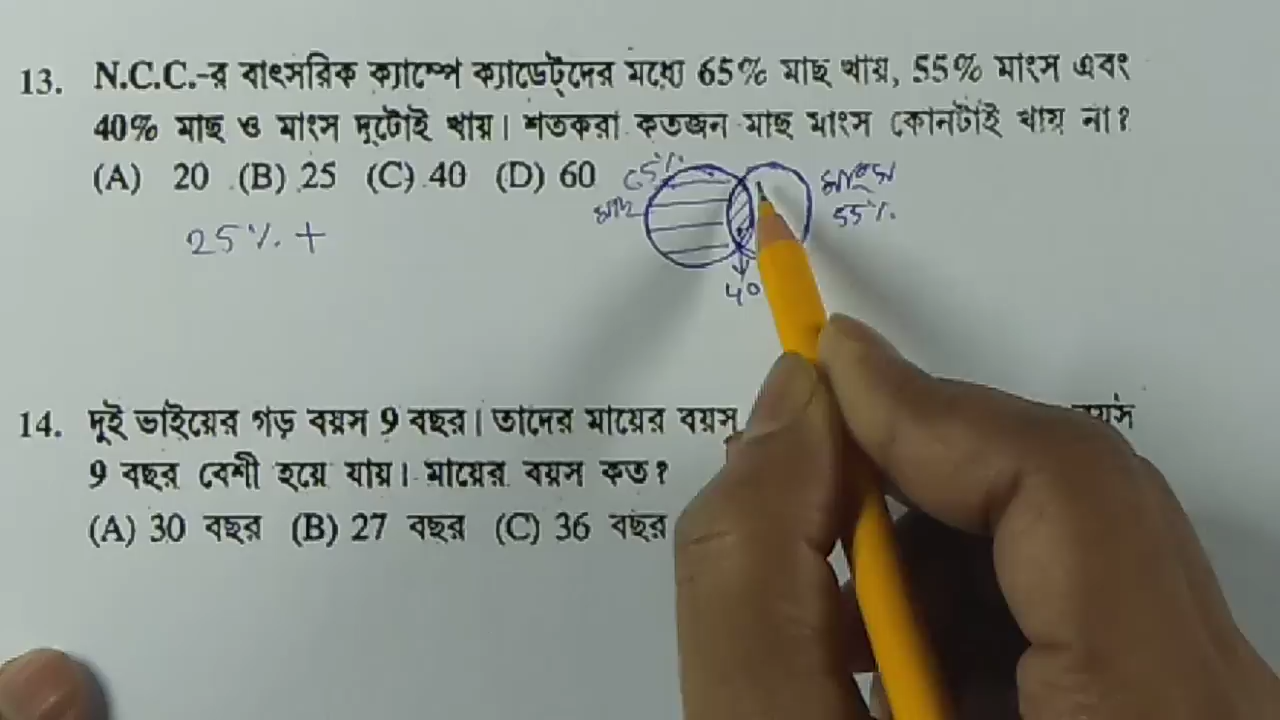 13. N.C.C.-র বাৎসরিক ক্যাম্পে ক্যাডেট্‌দের মধ্যে 65% মাছ খায়, 55% মাংস এবং
40% মাছ ও মাংস দুটোই খায়। শতকরা কতজন মাছ মাংস কোনটাই খায় না?
(A) 20 (B) 25 (C) 40 (D) 60
65%
মাছ
মাংস
55%
25% +
40
14. দুই ভাইয়ের গড় বয়স 9 বছর। তাদের মায়ের বয়স বয়স
9 বছর বেশী হয়ে যায়। মায়ের বয়স কত?
(A) 30 বছর (B) 27 বছর (C) 36 বছর